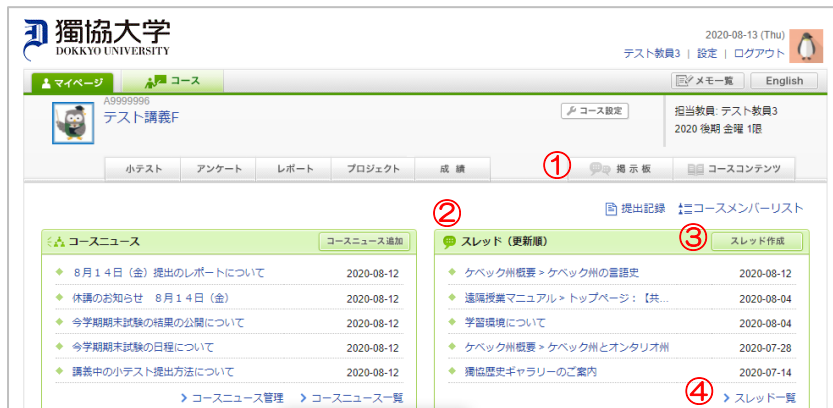 獨協大学
DOKKYO UNIVERSITY
2020-08-13 (Thu)
テスト教員3 | 設定 | ログアウト
マイページ
コース
メモ一覧
English
A9999996
テスト講義F
コース設定
担当教員: テスト教員3
2020 後期 金曜 1限
小テスト
アンケート
レポート
プロジェクト
成績
①
掲示板
コースコンテンツ
提出記録
コースメンバーリスト
コースニュース
コースニュース追加
8月14日（金）提出のレポートについて 2020-08-12
休講のお知らせ 8月14日（金） 2020-08-12
今学期期末試験の結果の公開について 2020-08-12
今学期期末試験の日程について 2020-08-12
講義中の小テスト提出方法について 2020-08-12
コースニュース管理
コースニュース一覧
②
スレッド（更新順）
③
スレッド作成
ケベック州概要 > ケベック州の言語史 2020-08-12
遠隔授業マニュアル > トップページ：【共... 2020-08-04
学習環境について 2020-08-04
ケベック州概要 > ケベック州とオンタリオ州 2020-07-28
獨協歴史ギャラリーのご案内 2020-07-14
④
スレッド一覧